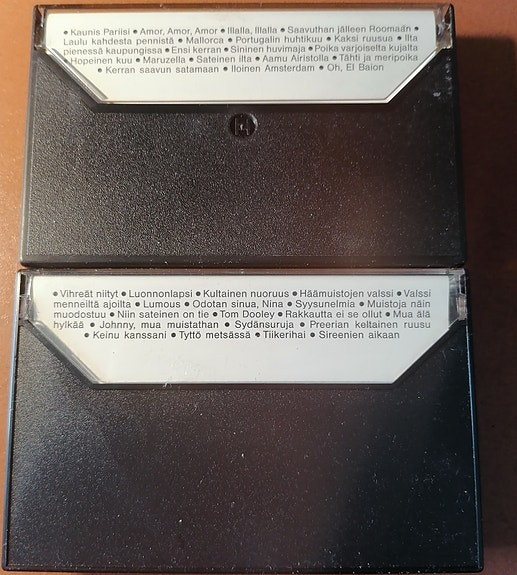 • Kaunis Pariisi • Amor, Amor, Amor • Illalla, Illalla • Saavuthan jälleen Roomaan •
Laulu kahdesta pennistä • Mallorca • Portugalin huhtikuu • Kaksi ruusua • Ilta
pienessä kaupungissa • Ensi kerran • Sininen huvimaja • Poika varjoiselta kujalta
• Hopeinen kuu • Maruzella • Sateinen ilta • Aamu Airistolla • Tähti ja meripoika
• Kerran saavun satamaan • Iloinen Amsterdam • Oh, El Baion
• Vihreät niityt • Luonnonlapsi • Kultainen nuoruus • Häämuistojen valssi • Valssi
menneiltä ajoilta • Lumous • Odotan sinua, Nina • Syysunelmia • Muistoja näin
muodostuu • Niin sateinen on tie • Tom Dooley • Rakkautta ei se ollut • Mua älä
hylkää • Johnny, mua muistathan • Sydänsuruja • Preerian keltainen ruusu
• Keinu kanssani • Tyttö metsässä • Tiikerihai • Sireenien aikaan